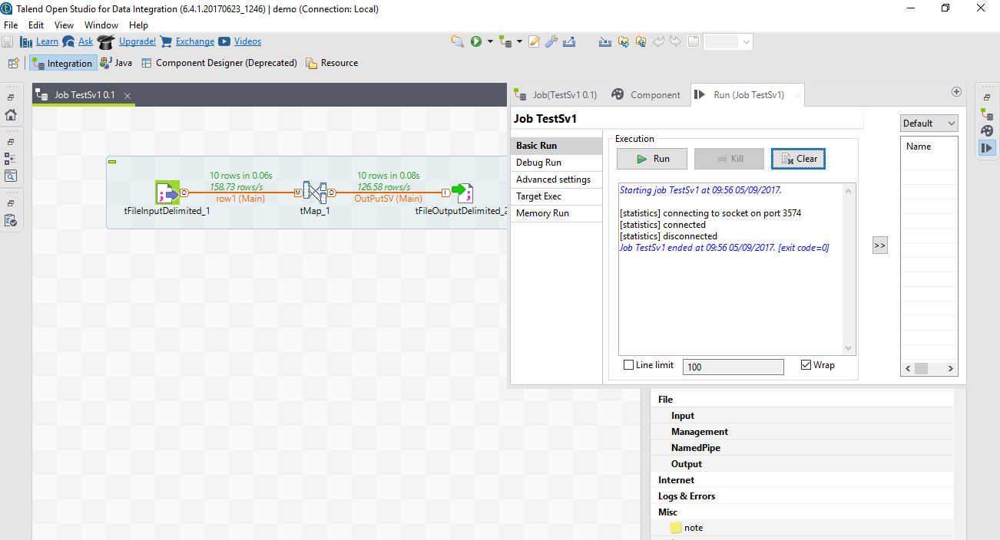 Talend Open Studio for Data Integration (6.4.1.20170623_1246) | demo (Connection: Local)
File Edit View Window Help
Learn Ask Upgrade! Exchange Videos
Integration Java Component Designer (Deprecated) Resource
Job TestSv1 0.1
Job(TestSv1 0.1) Component Run (Job TestSv1)
Job TestSv1
Default
Name
Basic Run
Debug Run
Advanced settings
Target Exec
Memory Run
Execution
Run Kill Clear
Starting job TestSv1 at 09:56 05/09/2017.
[statistics] connecting to socket on port 3574
[statistics] connected
[statistics] disconnected
Job TestSv1 ended at 09:56 05/09/2017. [exit code=0]
>>
Line limit 100 Wrap
10 rows in 0.06s 10 rows in 0.08s
158.73 rows/s 126.58 rows/s
O M O I
row1 (Main) OutPutSV (Main)
tFileInputDelimited_1 tMap_1 tFileOutputDelimited_2
File
Input
Management
NamedPipe
Output
Internet
Logs & Errors
Misc
note